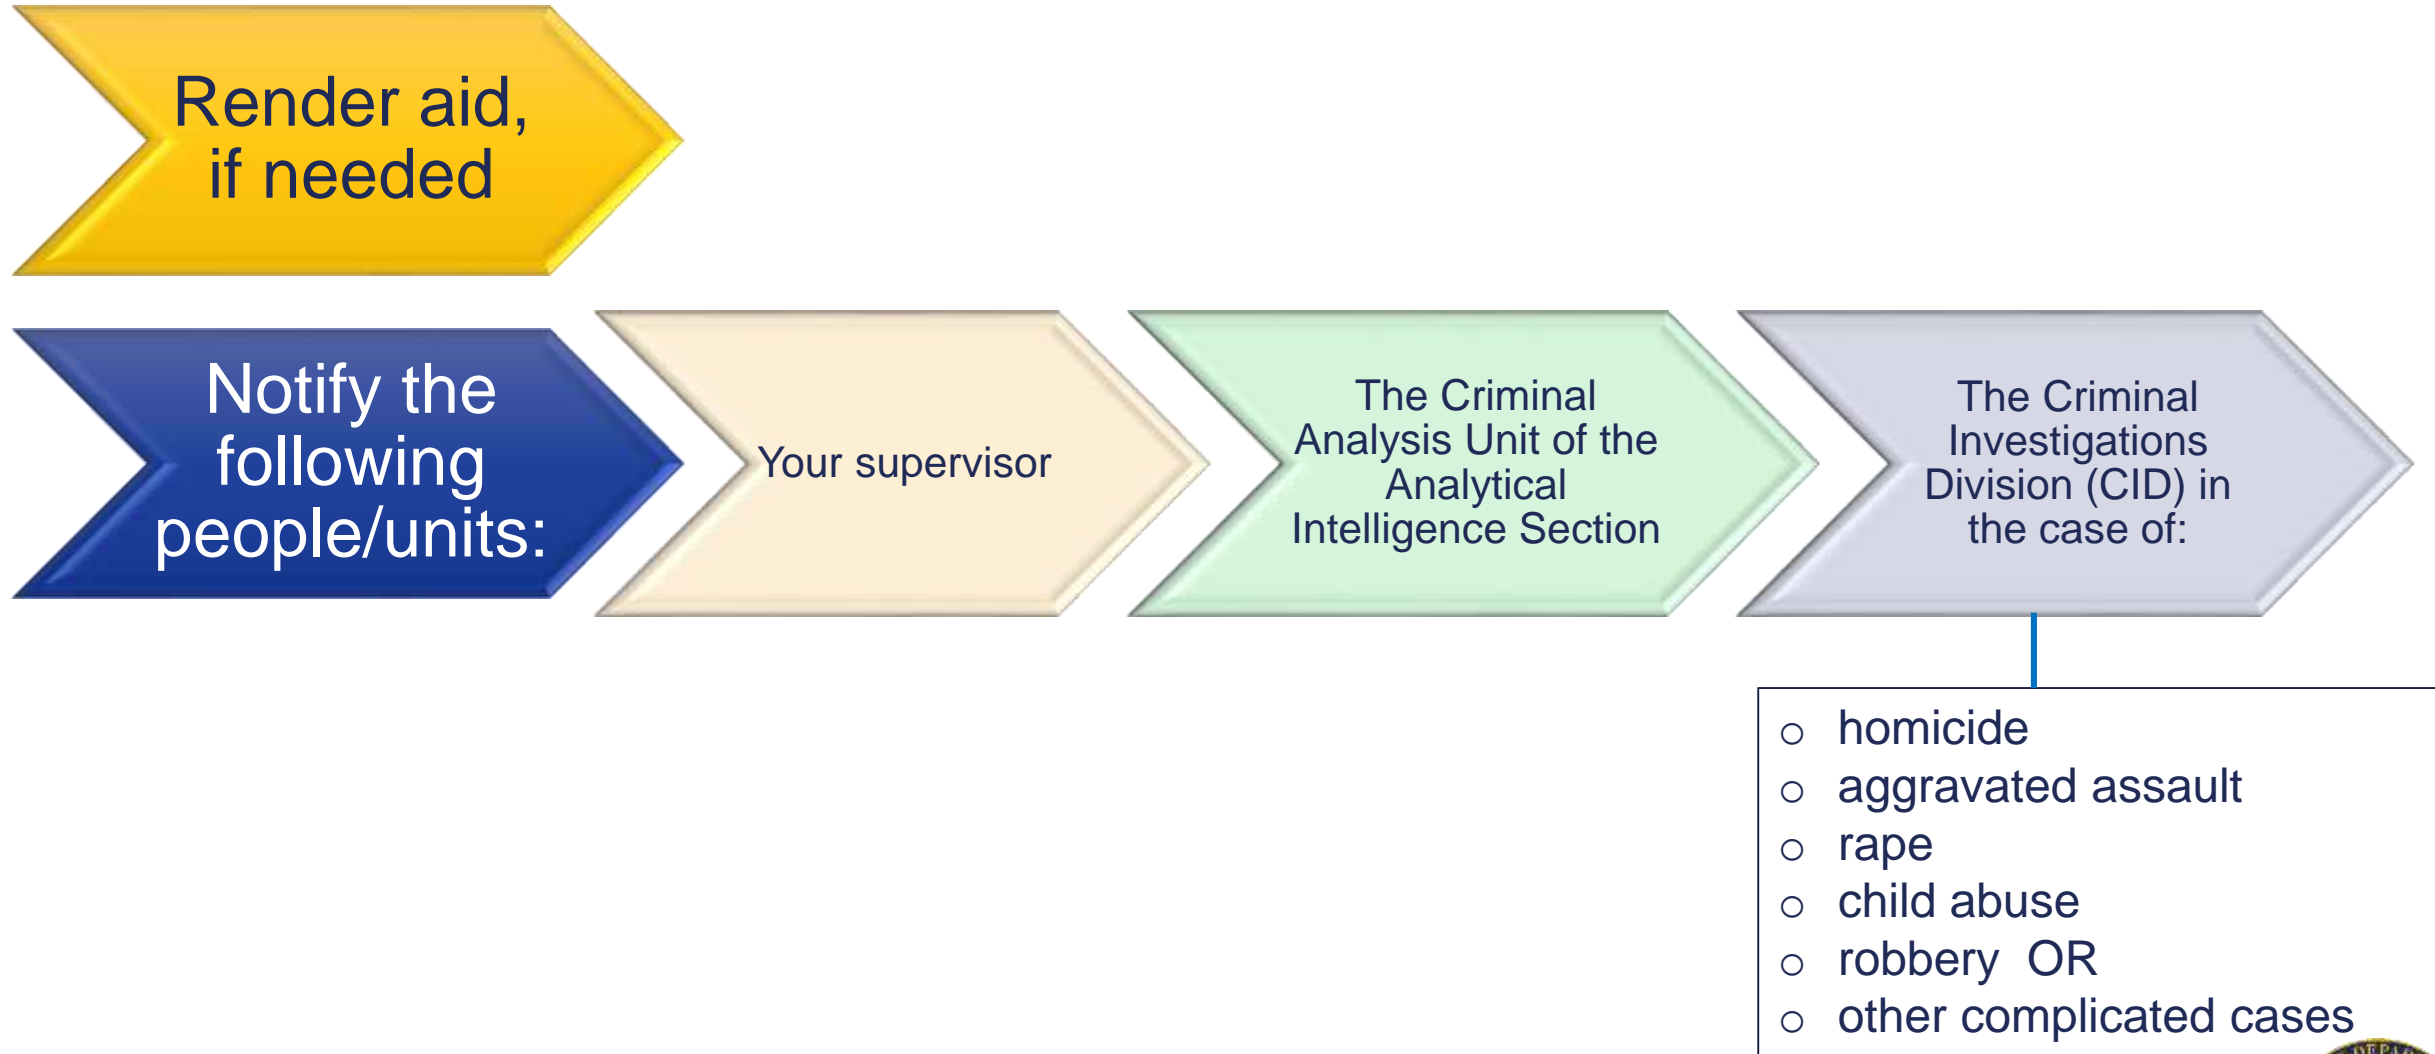 Render aid,
if needed
Notify the
following
people/units:
Your supervisor
The Criminal
Analysis Unit of the
Analytical
Intelligence Section
The Criminal
Investigations
Division (CID) in
the case of:
o homicide
o aggravated assault
o rape
o child abuse
o robbery OR
o other complicated cases